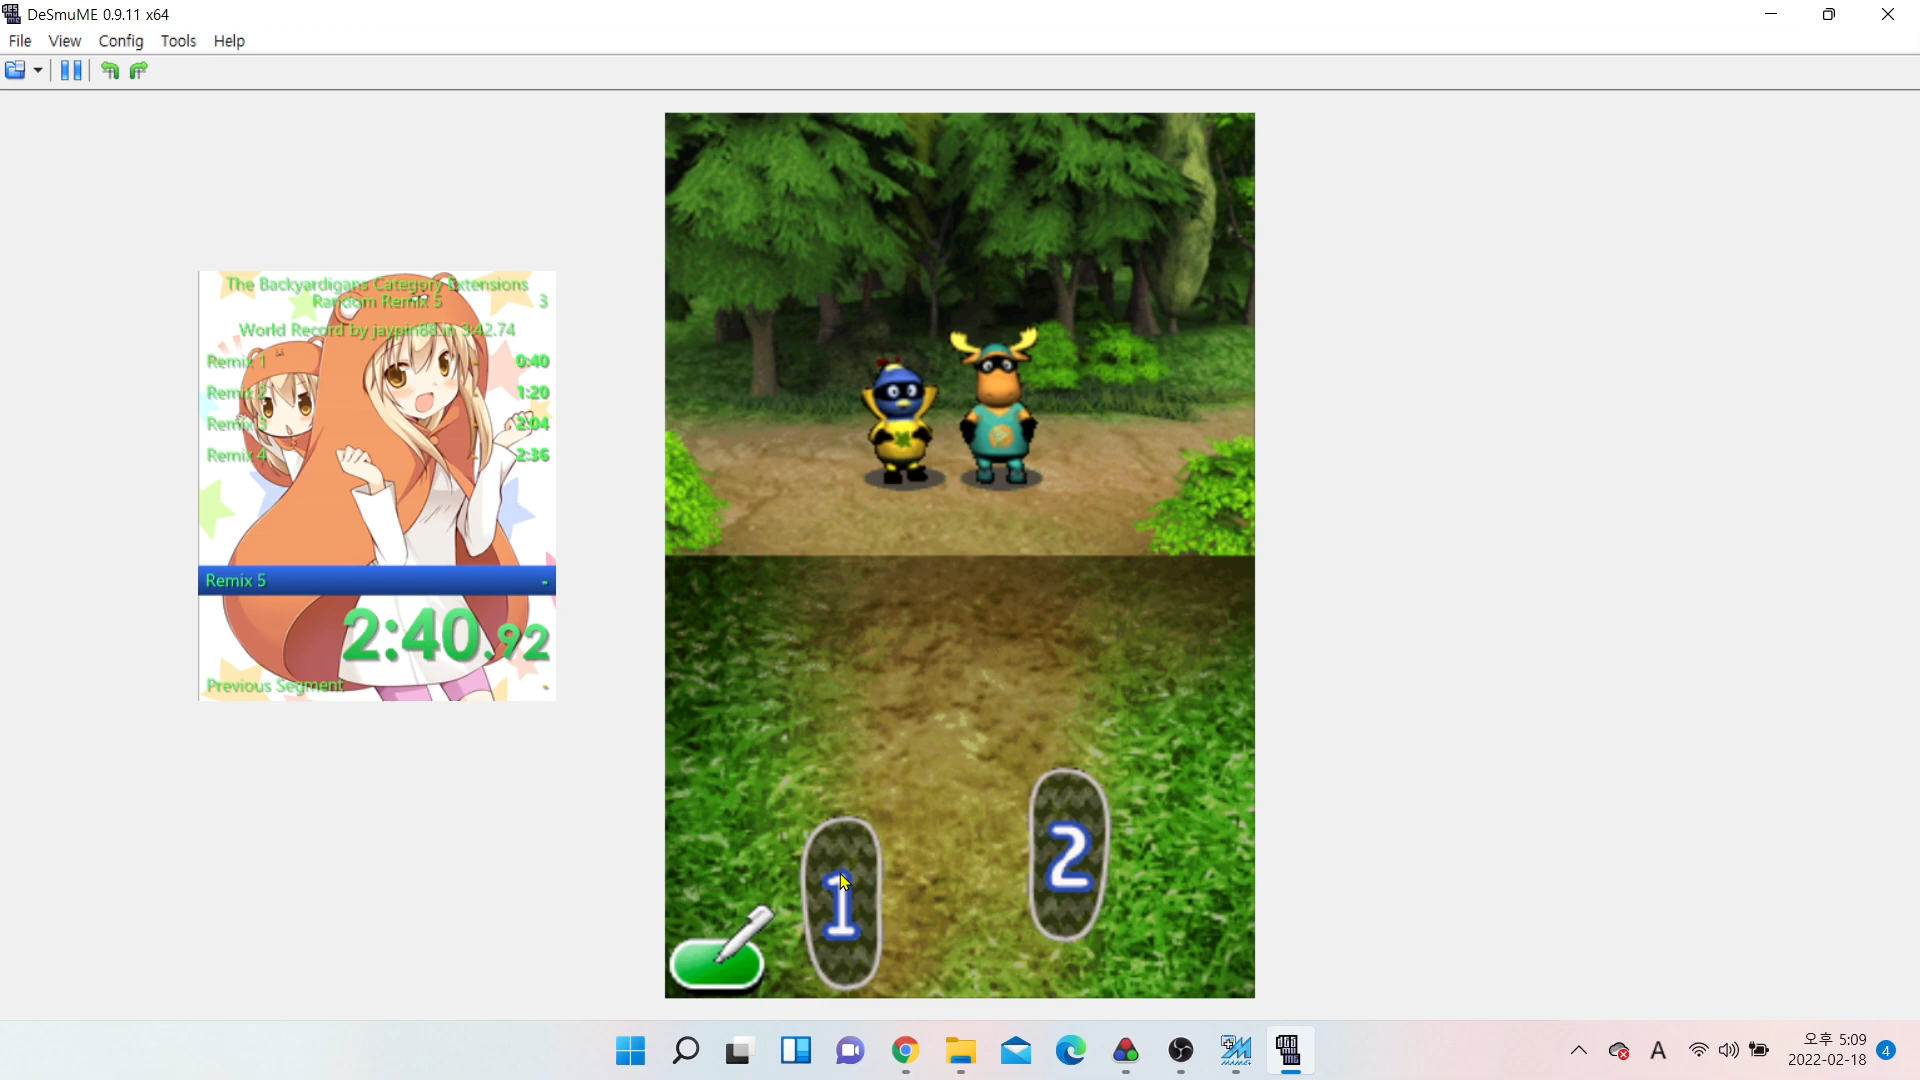 DeSmuME 0.9.11 x64
File View Config Tools Help
The Backyardigans Category Extensions
Random Remix 5 3
World Record by jaypin88 in 3:42.74
Remix 1 0:40
Remix 2 1:20
Remix 3 2:04
Remix 4 2:36
Remix 5 -
2:40.92
Previous Segment -
1
2
A
오후 5:09
2022-02-18
4